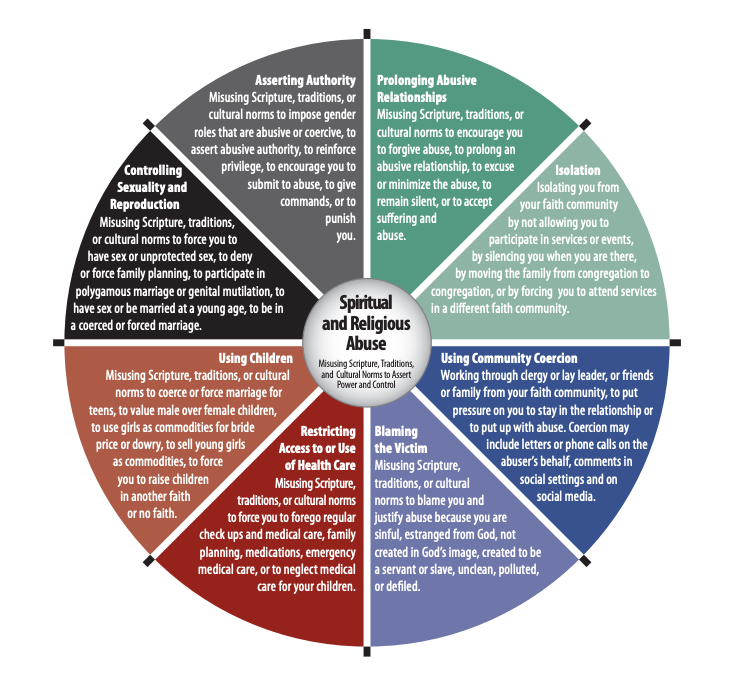 Spiritual
and Religious
Abuse
Misusing Scripture, Traditions,
and Cultural Norms to Assert
Power and Control
Prolonging Abusive
Relationships
Misusing Scripture, traditions, or
cultural norms to encourage you
to forgive abuse, to prolong an
abusive relationship, to excuse
or minimize the abuse, to
remain silent, or to accept
suffering and
abuse.
Isolation
Isolating you from
your faith community
by not allowing you to
participate in services or events,
by silencing you when you are there,
by moving the family from congregation to
congregation, or by forcing you to attend services
in a different faith community.
Using Community Coercion
Working through clergy or lay leader, or friends
or family from your faith community, to put
pressure on you to stay in the relationship or
to put up with abuse. Coercion may
include letters or phone calls on the
abuser's behalf, comments in
social settings and on
social media.
Blaming
the Victim
Misusing Scripture,
traditions, or cultural
norms to blame you and
justify abuse because you are
sinful, estranged from God, not
created in God's image, created to be
a servant or slave, unclean, polluted,
or defiled.
Restricting
Access to or Use
of Health Care
Misusing Scripture,
traditions, or cultural norms
to force you to forego regular
check ups and medical care, family
planning, medications, emergency
medical care, or to neglect medical
care for your children.
Using Children
Misusing Scripture, traditions, or cultural
norms to coerce or force marriage for
teens, to value male over female children,
to use girls as commodities for bride
price or dowry, to sell young girls
as commodities, to force
you to raise children
in another faith
or no faith.
Controlling
Sexuality and
Reproduction
Misusing Scripture, traditions,
or cultural norms to force you to
have sex or unprotected sex, to deny
or force family planning, to participate in
polygamous marriage or genital mutilation, to
have sex or be married at a young age, to be in
a coerced or forced marriage.
Asserting Authority
Misusing Scripture, traditions, or
cultural norms to impose gender
roles that are abusive or coercive, to
assert abusive authority, to reinforce
privilege, to encourage you to
submit to abuse, to give
commands, or to
punish
you.